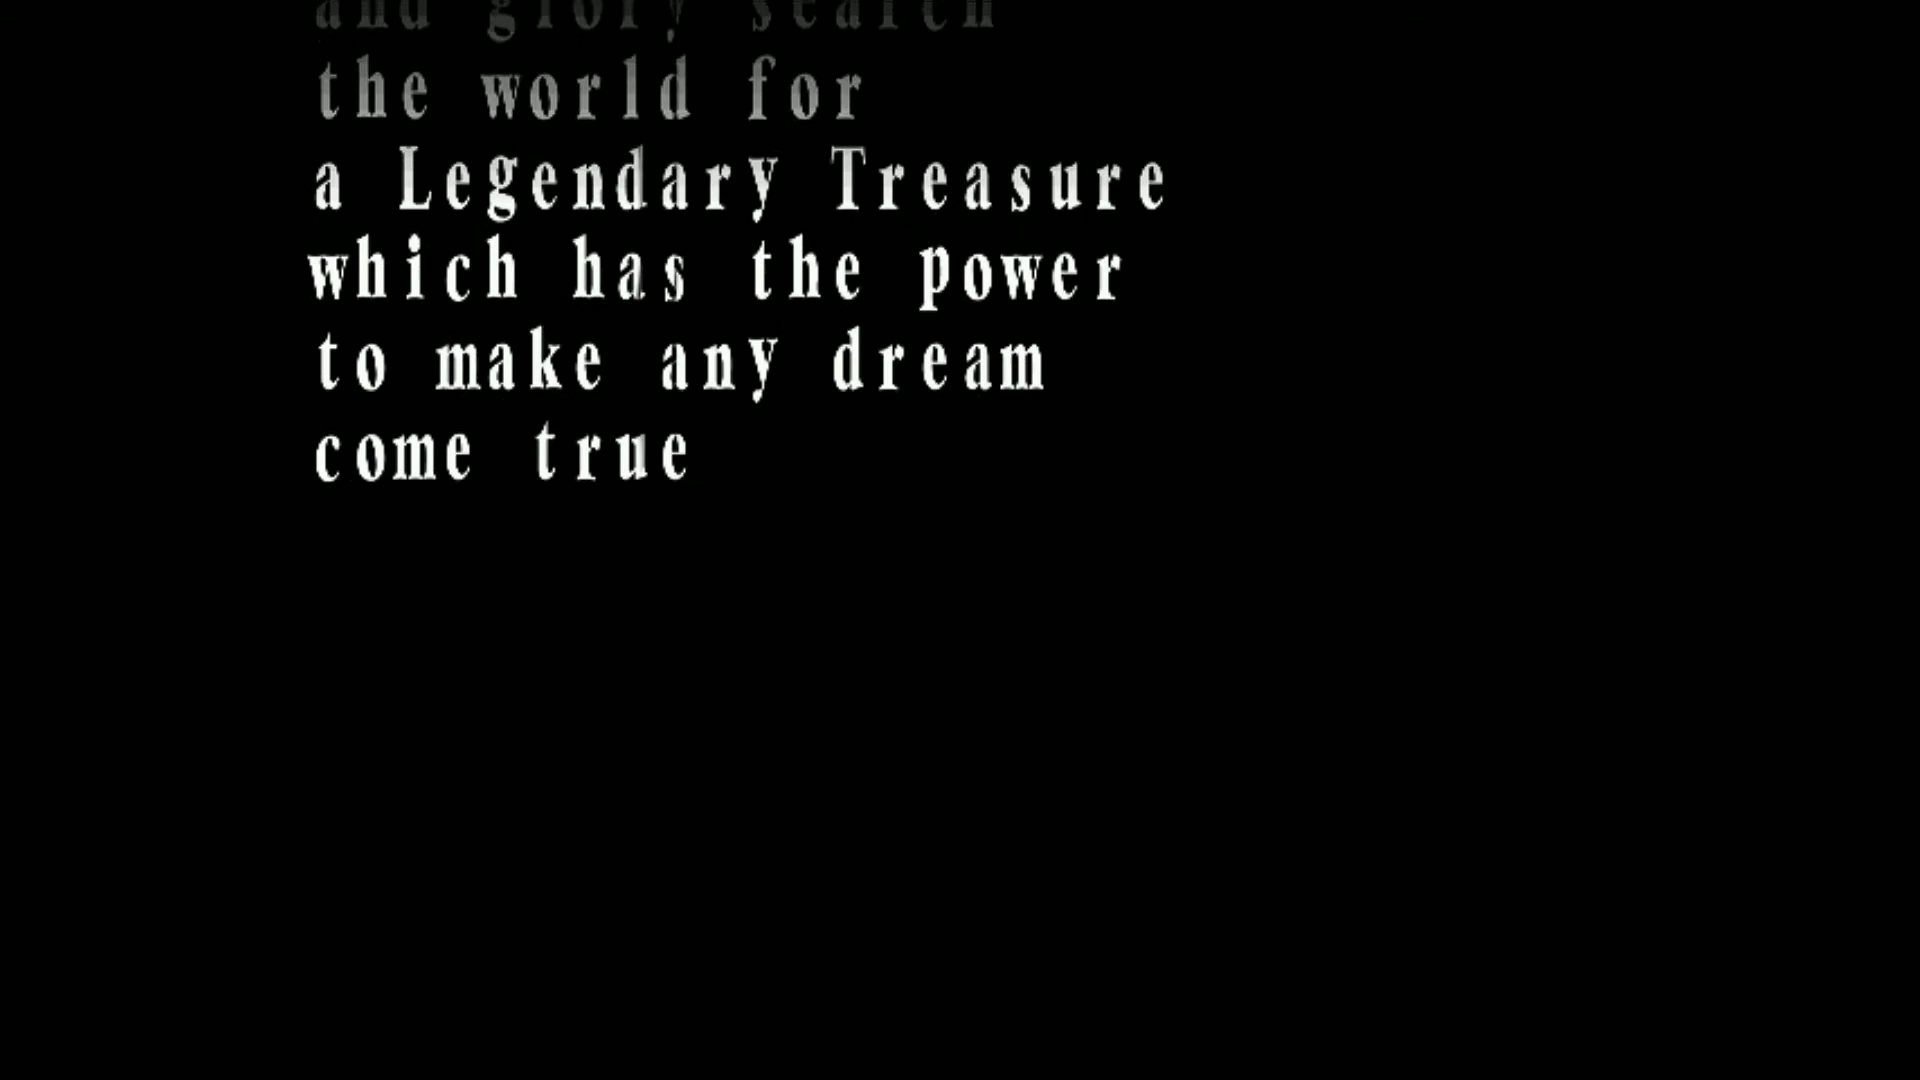 and glory search
the world for
a Legendary Treasure
which has the power
to make any dream
come true